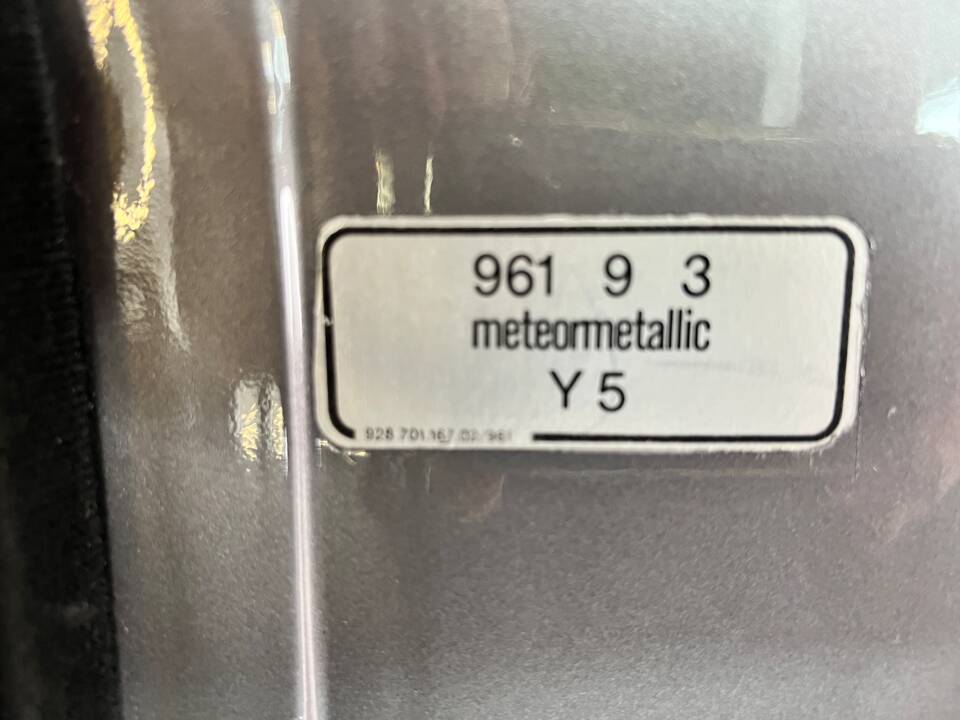 961 9 3
meteormetallic
Y 5
928.701.167.02/961